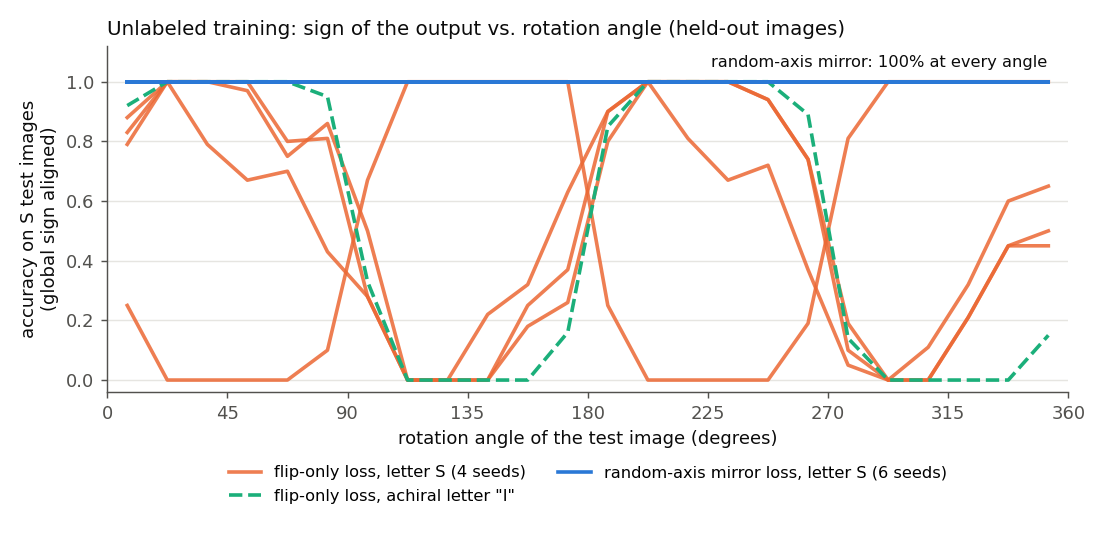 Unlabeled training: sign of the output vs. rotation angle (held-out images)
random-axis mirror: 100% at every angle
accuracy on S test images
(global sign aligned)
1.0
0.8
0.6
0.4
0.2
0.0
0 45 90 135 180 225 270 315 360
rotation angle of the test image (degrees)
flip-only loss, letter S (4 seeds) random-axis mirror loss, letter S (6 seeds)
flip-only loss, achiral letter "I"